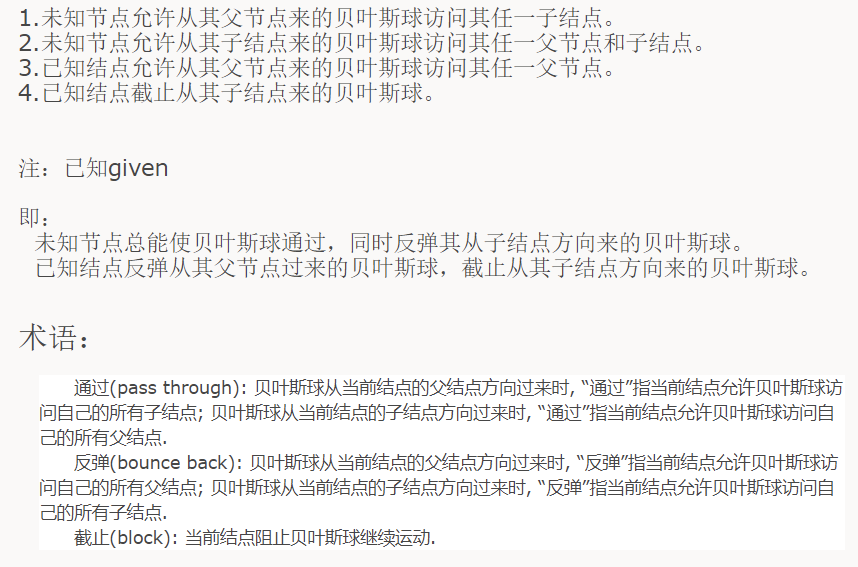 1.未知节点允许从其父节点来的贝叶斯球访问其任一子结点。
2.未知节点允许从其子结点来的贝叶斯球访问其任一父节点和子结点。
3.已知结点允许从其父节点来的贝叶斯球访问其任一父节点。
4.已知结点截止从其子结点来的贝叶斯球。
注：已知given
即：
未知节点总能使贝叶斯球通过，同时反弹其从子结点方向来的贝叶斯球。
已知结点反弹从其父节点过来的贝叶斯球，截止从其子结点方向来的贝叶斯球。
术语：
通过(pass through): 贝叶斯球从当前结点的父结点方向过来时, “通过”指当前结点允许贝叶斯球访
问自己的所有子结点; 贝叶斯球从当前结点的子结点方向过来时, “通过”指当前结点允许贝叶斯球访问自
己的所有父结点.
反弹(bounce back): 贝叶斯球从当前结点的父结点方向过来时, “反弹”指当前结点允许贝叶斯球访
问自己的所有父结点; 贝叶斯球从当前结点的子结点方向过来时, “反弹”指当前结点允许贝叶斯球访问自
己的所有子结点.
截止(block): 当前结点阻止贝叶斯球继续运动.